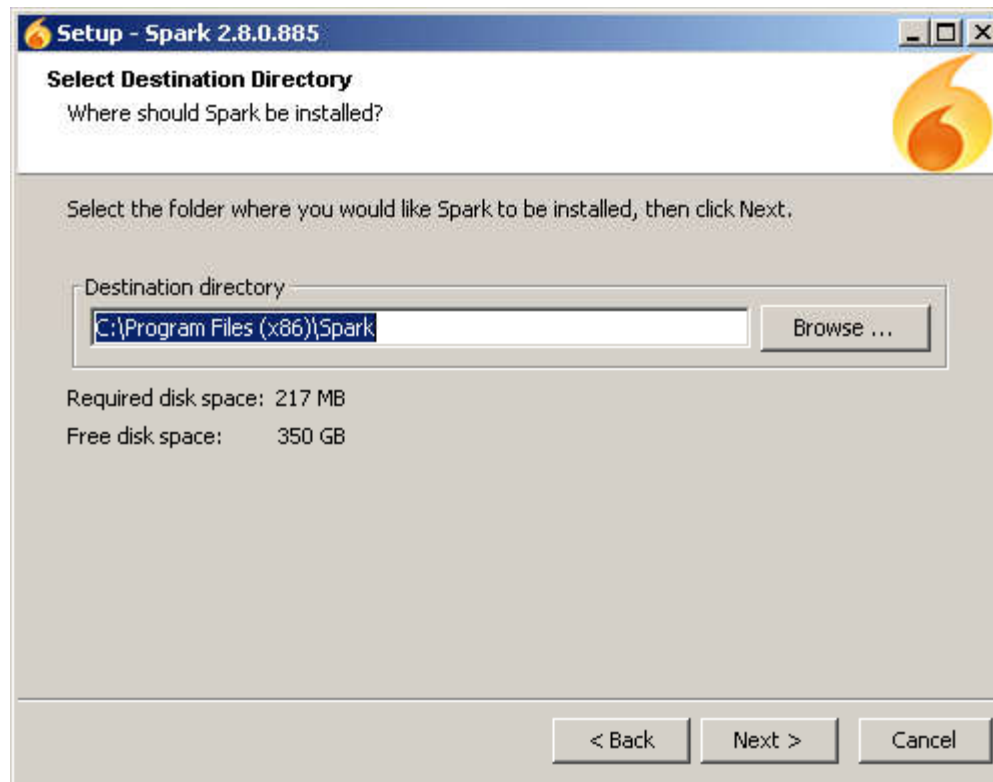 Setup - Spark 2.8.0.885
Select Destination Directory
Where should Spark be installed?
Select the folder where you would like Spark to be installed, then click Next.
Destination directory
C:\Program Files (x86)\Spark
Browse ...
Required disk space: 217 MB
Free disk space: 350 GB
< Back
Next >
Cancel